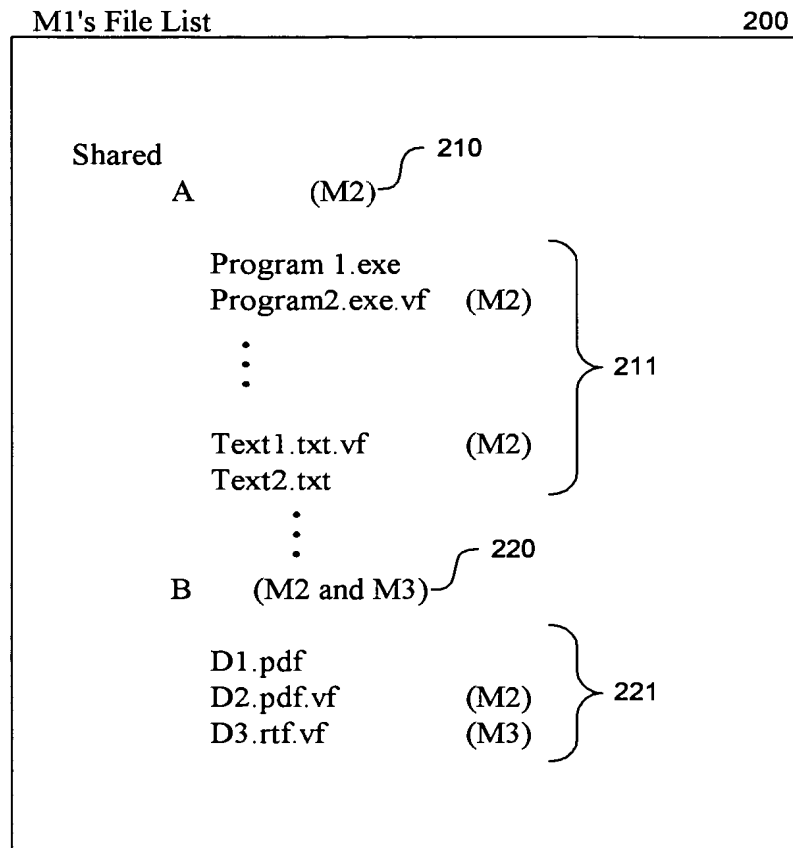 M1's File List 200
Shared 210
A (M2)
Program 1.exe
Program2.exe.vf (M2)
211
Text1.txt.vf (M2)
Text2.txt
220
B (M2 and M3)
D1.pdf
D2.pdf.vf (M2) 221
D3.rtf.vf (M3)